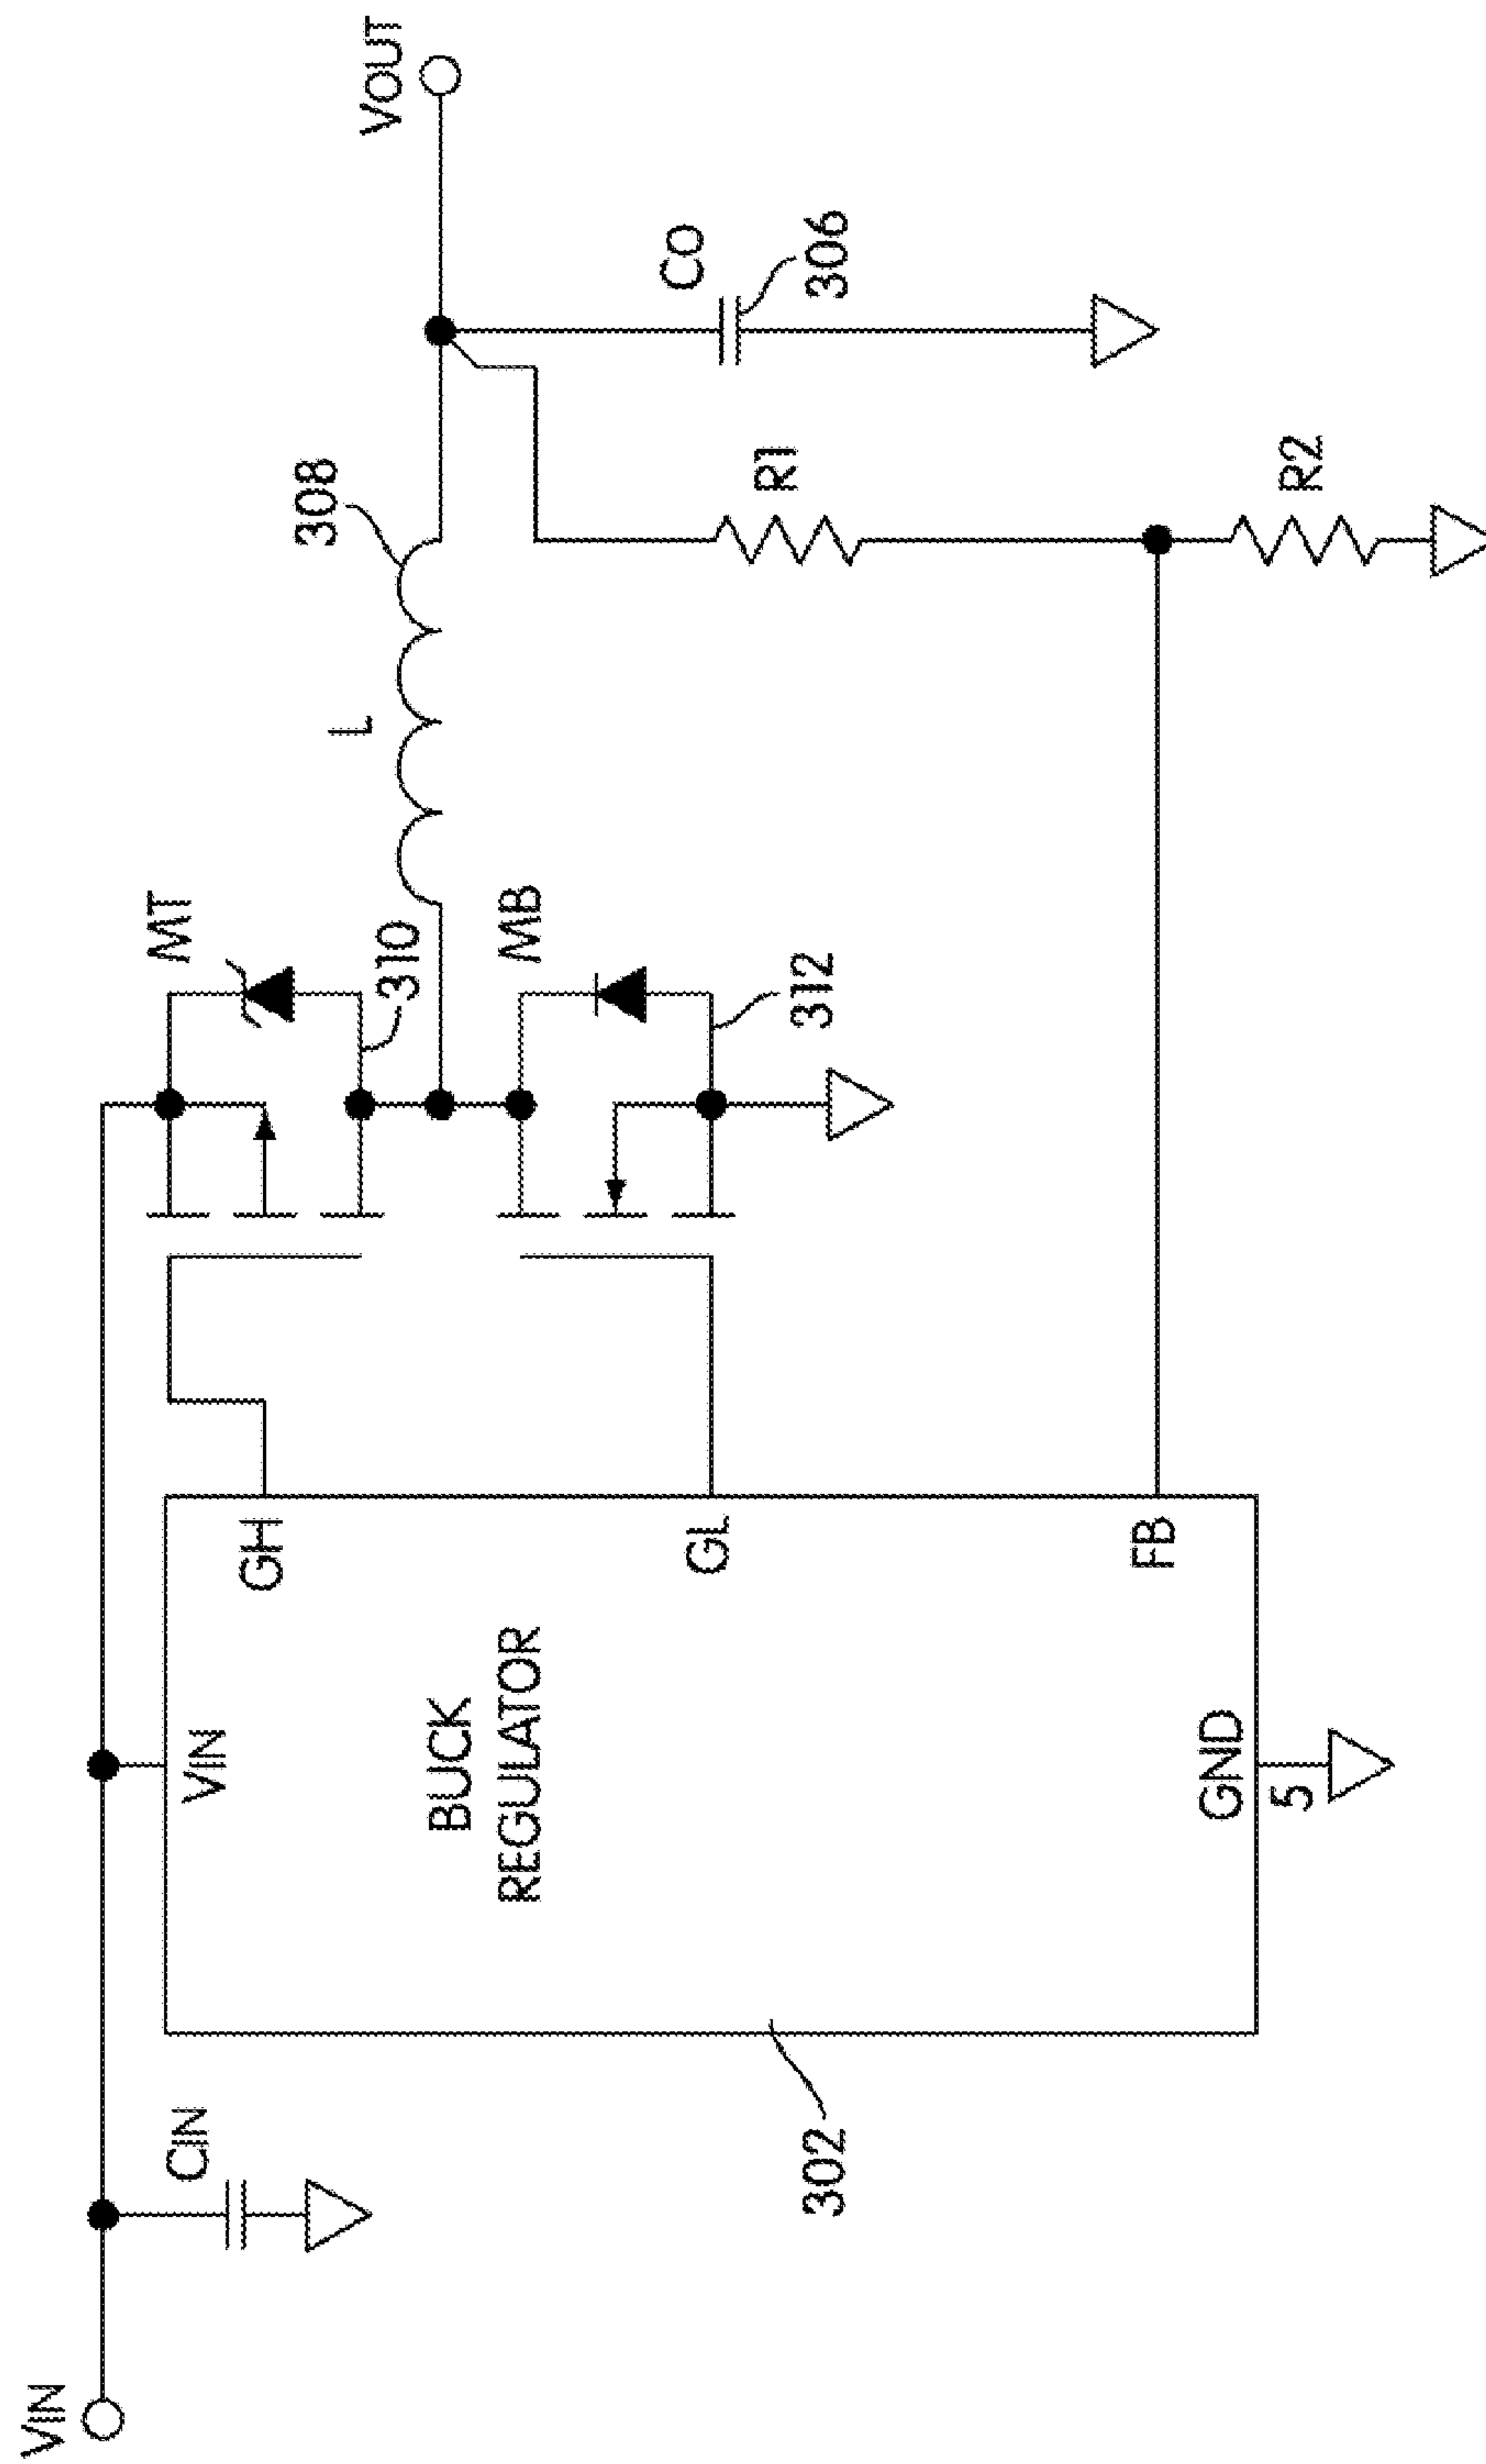 VIN
CIN
302
VIN
BUCK
REGULATOR
GH
GL
FB
GND
5
MT
310
MB
312
L
308
R1
R2
CO
306
VOUT